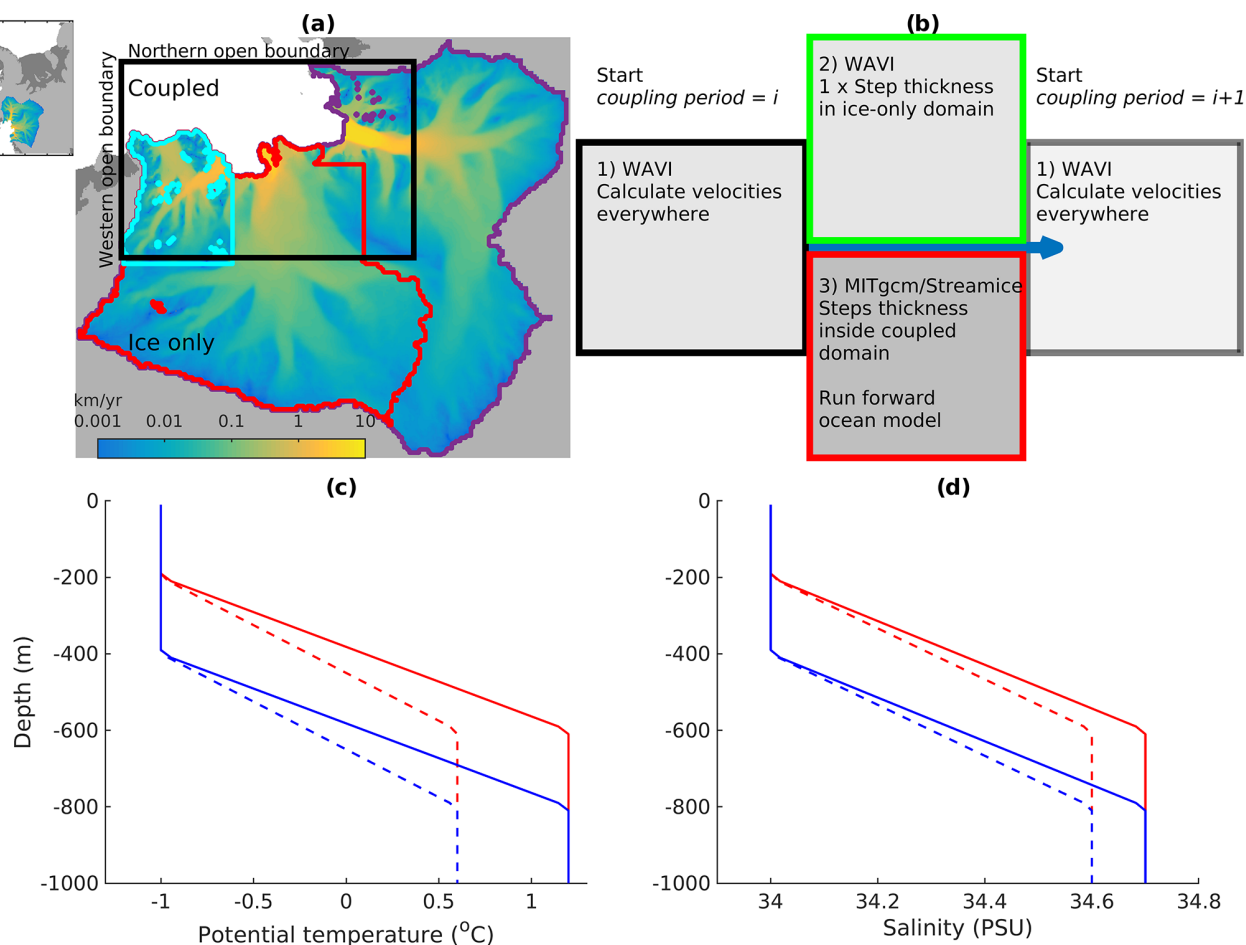 (a)
Northern open boundary
Western open boundary
Coupled
Ice only
km/yr
0.001 0.01 0.1 1 10
(b)
Start
coupling period = i
1) WAVI
Calculate velocities
everywhere
2) WAVI
1 x Step thickness
in ice-only domain
3) MITgcm/Streamice
Steps thickness
inside coupled
domain
Run forward
ocean model
Start
coupling period = i+1
1) WAVI
Calculate velocities
everywhere
(c)
0
-200
-400
-600
-800
-1000
Depth (m)
-1 -0.5 0 0.5 1
Potential temperature (°C)
(d)
0
-200
-400
-600
-800
-1000
34 34.2 34.4 34.6 34.8
Salinity (PSU)